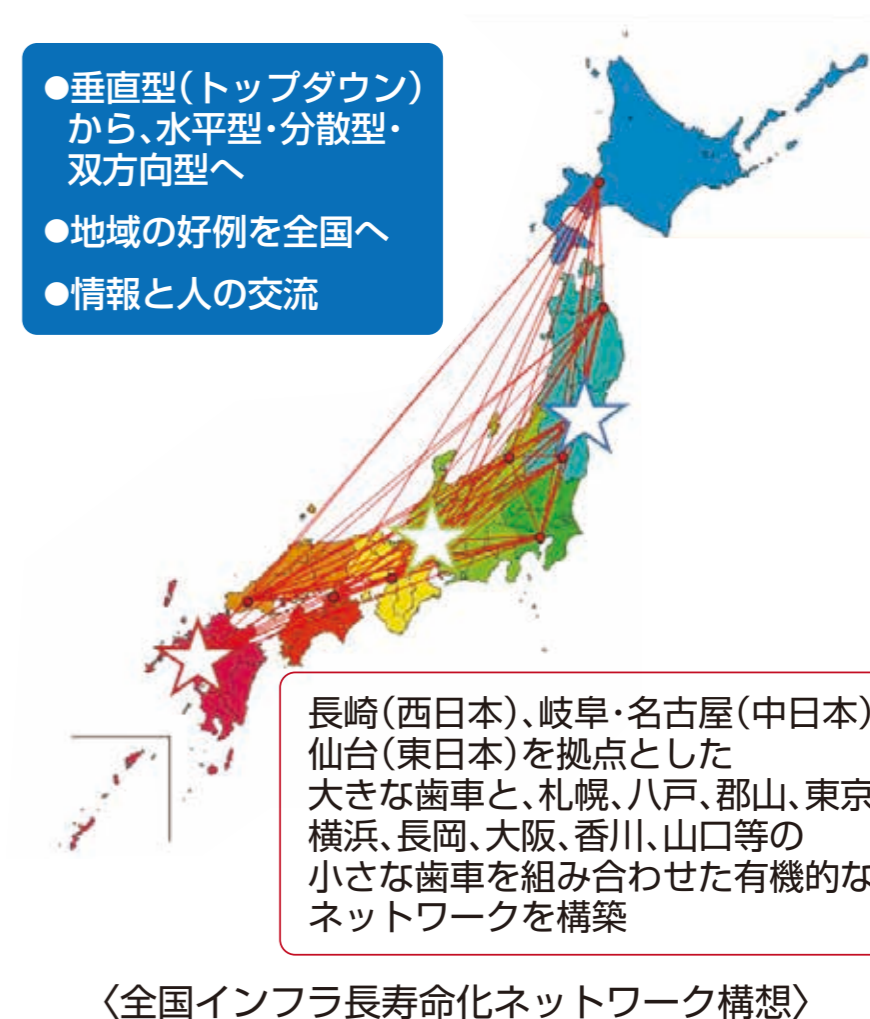 ●垂直型(トップダウン)
から、水平型・分散型・
双方向型へ
●地域の好例を全国へ
●情報と人の交流
長崎(西日本)、岐阜・名古屋(中日本)
仙台(東日本)を拠点とした
大きな歯車と、札幌、八戸、郡山、東京
横浜、長岡、大阪、香川、山口等の
小さな歯車を組み合わせた有機的な
ネットワークを構築
〈全国インフラ長寿命化ネットワーク構想〉